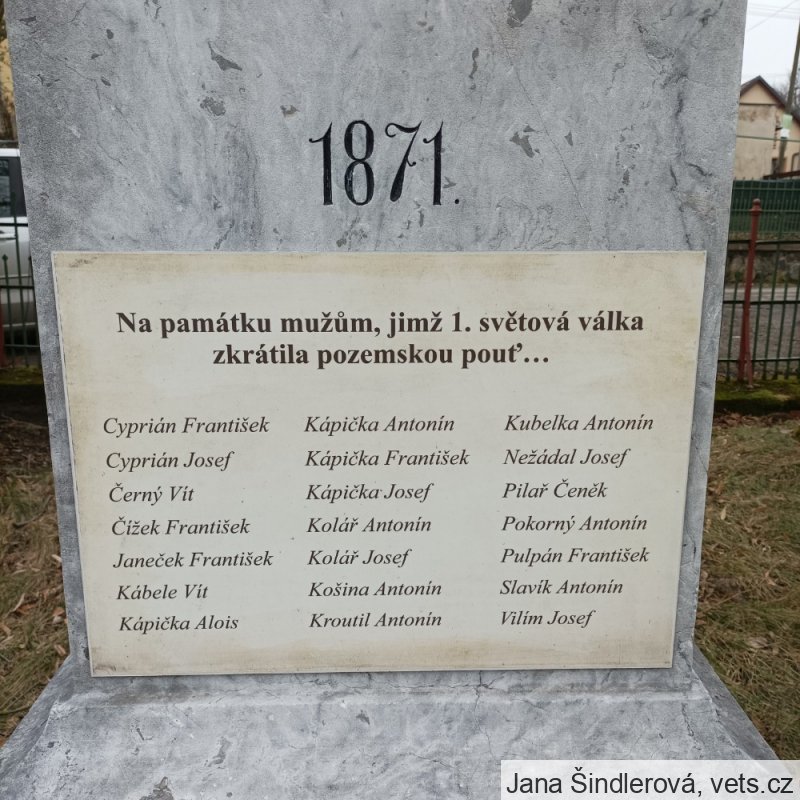 1871.
Na památku mužům, jimž 1. světová válka
zkrátila pozemskou pouť…
Cyprián František
Cyprián Josef
Černý Vít
Čížek František
Janeček František
Kábele Vít
Kápička Alois
Kápička Antonín
Kápička František
Kápička Josef
Kolář Antonín
Kolář Josef
Košina Antonín
Kroutil Antonín
Kubelka Antonín
Nežádal Josef
Pilař Čeněk
Pokorný Antonín
Pulpán František
Slavík Antonín
Vilím Josef
Jana Šindlerová, vets.cz